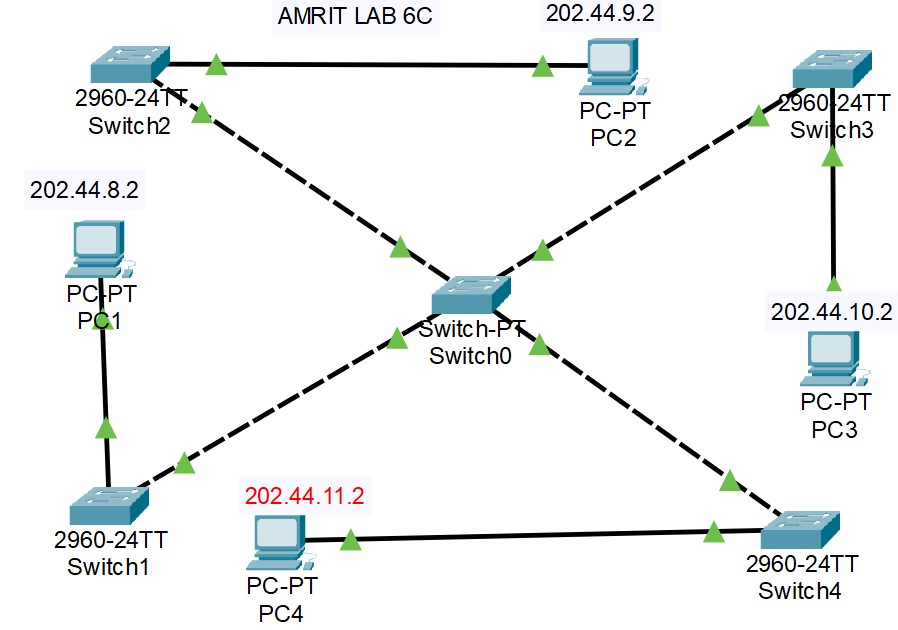 AMRIT LAB 6C
202.44.9.2
2960-24TT
Switch2
PC-PT
PC2
2960-24TT
Switch3
202.44.8.2
PC-PT
PC1
Switch-PT
Switch0
202.44.10.2
PC-PT
PC3
202.44.11.2
2960-24TT
Switch1
PC-PT
PC4
2960-24TT
Switch4